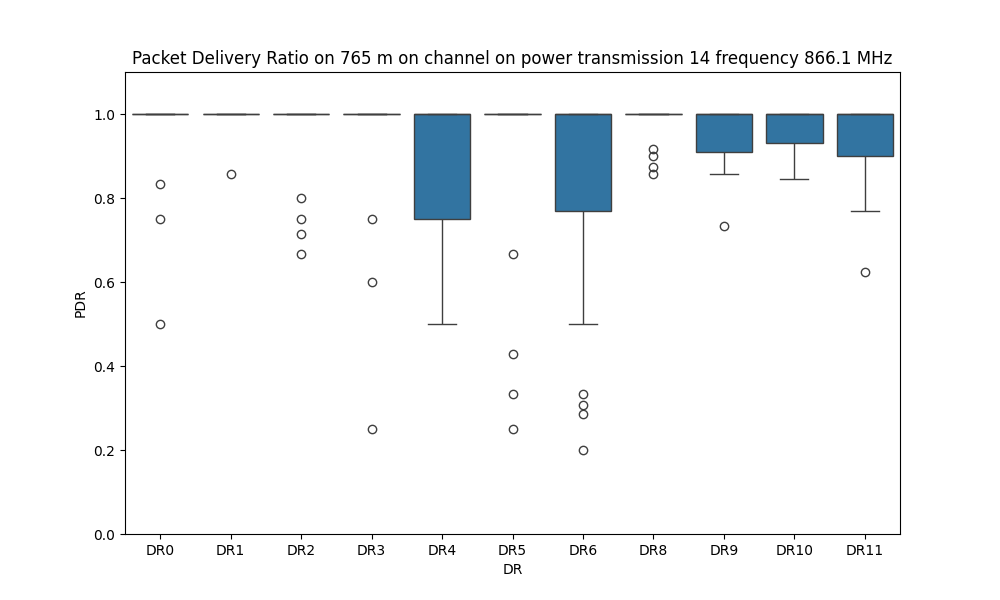 Packet Delivery Ratio on 765 m on channel on power transmission 14 frequency 866.1 MHz
1.0
0.8
0.6
0.4
0.2
0.0
PDR
DR0 DR1 DR2 DR3 DR4 DR5 DR6 DR8 DR9 DR10 DR11
DR